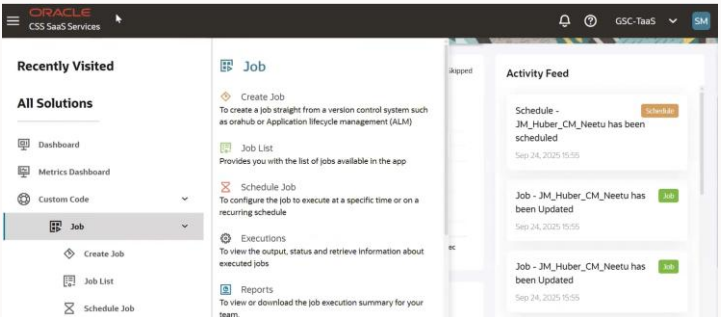 ORACLE
CSS SaaS Services
GSC-TaaS
SM
Recently Visited
All Solutions
Dashboard
Metrics Dashboard
Custom Code
Job
Create Job
Job List
Schedule Job
Job
Create Job
To create a job straight from a version control system such
as orahub or Application lifecycle management (ALM)
Job List
Provides you with the list of jobs available in the app
Schedule Job
To configure the job to execute at a specific time or on a
recurring schedule
Executions
To view the output, status and retrieve information about
executed jobs
Reports
To view or download the job execution summary for your
team.
skipped
ec
Activity Feed
Schedule -
JM_Huber_CM_Neetu has been
scheduled
Schedule
Sep 24, 2025 15:55
Job - JM_Huber_CM_Neetu has
been Updated
Job
Sep 24, 2025 15:55
Job - JM_Huber_CM_Neetu has
been Updated
Job
Sep 24, 2025 15:55